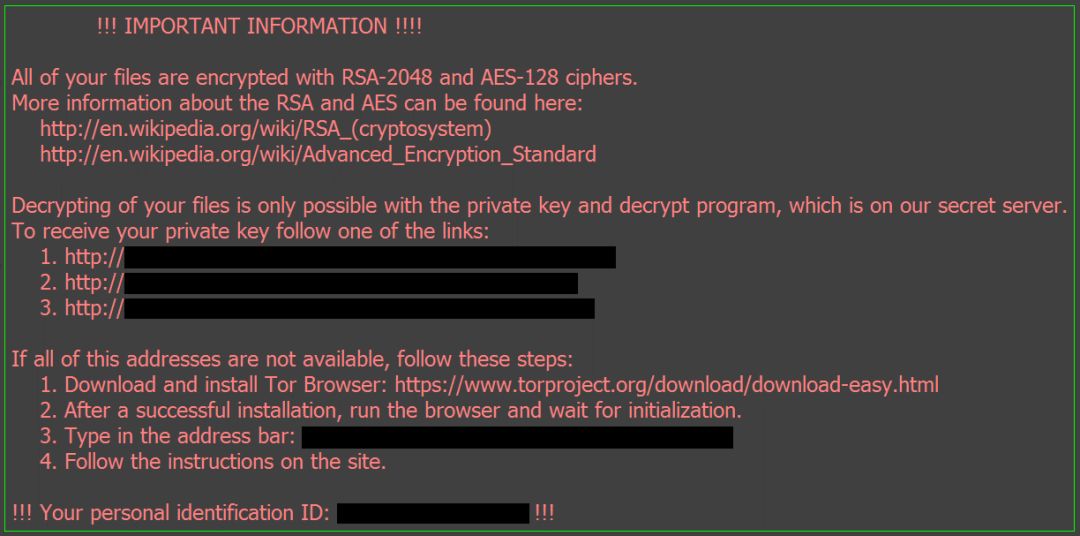 !!! IMPORTANT INFORMATION !!!!
All of your files are encrypted with RSA-2048 and AES-128 ciphers.
More information about the RSA and AES can be found here:
http://en.wikipedia.org/wiki/RSA_(cryptosystem)
http://en.wikipedia.org/wiki/Advanced_Encryption_Standard
Decrypting of your files is only possible with the private key and decrypt program, which is on our secret server.
To receive your private key follow one of the links:
1. http://
2. http://
3. http://
If all of this addresses are not available, follow these steps:
1. Download and install Tor Browser: https://www.torproject.org/download/download-easy.html
2. After a successful installation, run the browser and wait for initialization.
3. Type in the address bar:
4. Follow the instructions on the site.
!!! Your personal identification ID: !!!